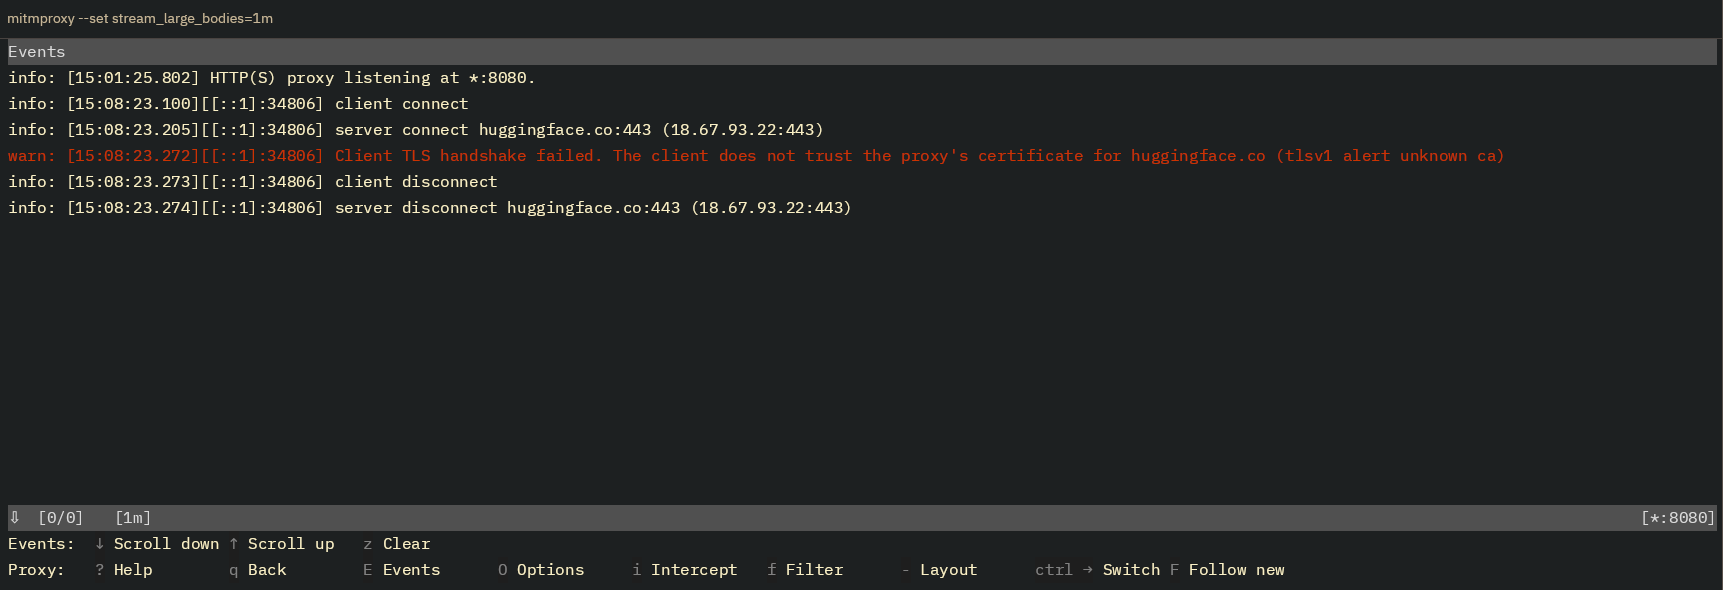 mitmproxy --set stream_large_bodies=1m
Events
info: [15:01:25.802] HTTP(S) proxy listening at *:8080.
info: [15:08:23.100][[::1]:34806] client connect
info: [15:08:23.205][[::1]:34806] server connect huggingface.co:443 (18.67.93.22:443)
warn: [15:08:23.272][[::1]:34806] Client TLS handshake failed. The client does not trust the proxy's certificate for huggingface.co (tlsv1 alert unknown ca)
info: [15:08:23.273][[::1]:34806] client disconnect
info: [15:08:23.274][[::1]:34806] server disconnect huggingface.co:443 (18.67.93.22:443)
⇩ [0/0] [1m] [*:8080]
Events: ↓ Scroll down ↑ Scroll up z Clear
Proxy: ? Help q Back E Events O Options i Intercept f Filter - Layout ctrl → Switch F Follow new